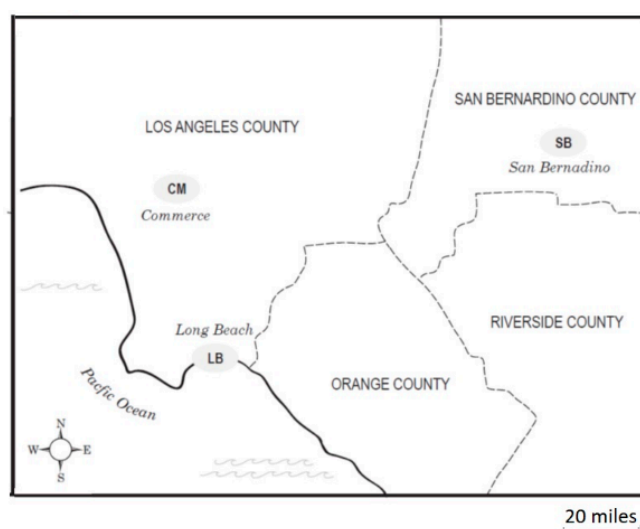 SAN BERNARDINO COUNTY
LOS ANGELES COUNTY
SB
San Bernadino
CM
Commerce
RIVERSIDE COUNTY
Long Beach
LB
ORANGE COUNTY
Pacfic Ocean
N
W
E
S
20 miles